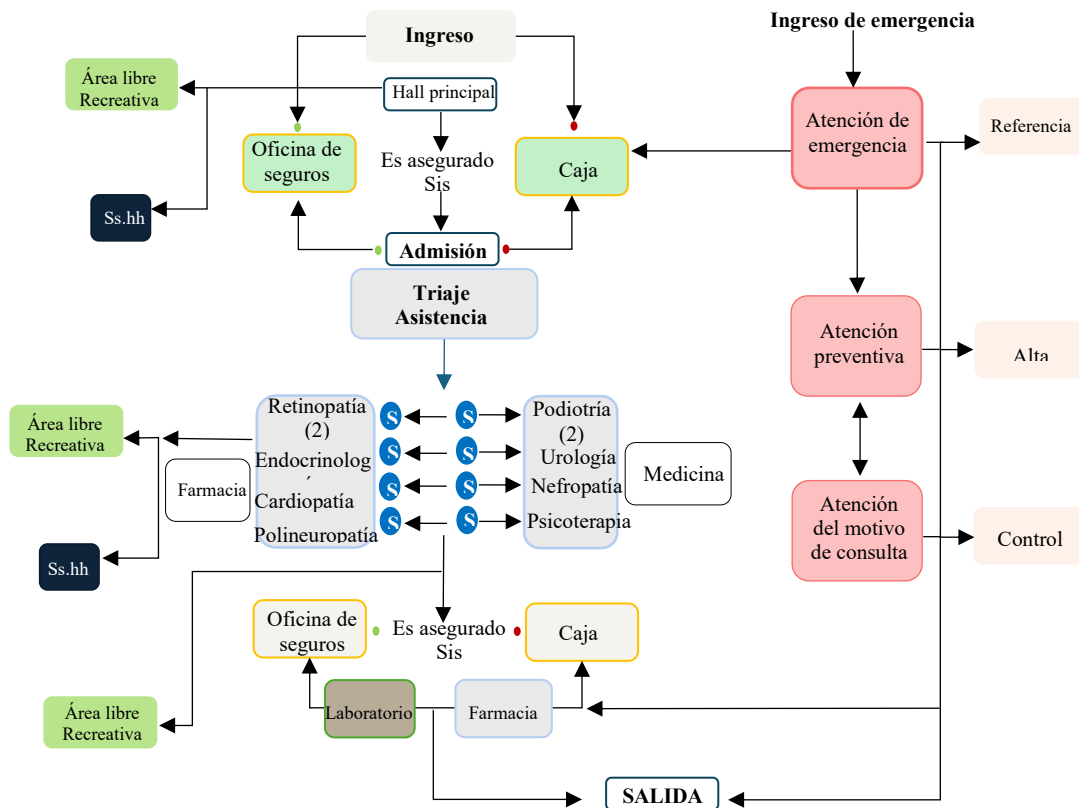 Ingreso
Ingreso de emergencia
Área libre
Recreativa
Hall principal
Oficina de
seguros
Es asegurado
Sis
Caja
Atención de
emergencia
Referencia
Ss.hh
Admisión
Triaje
Asistencia
Atención
preventiva
Alta
Área libre
Recreativa
Farmacia
Retinopatía
(2)
Endocrinolog
Cardiopatía
Polineuropatía
S S
S S
S S
S S
Podiotría
(2)
Urología
Nefropatía
Psicoterapia
Medicina
Atención
del motivo
de consulta
Control
Ss.hh
Oficina de
seguros
Es asegurado
Sis
Caja
Área libre
Recreativa
Laboratorio
Farmacia
SALIDA